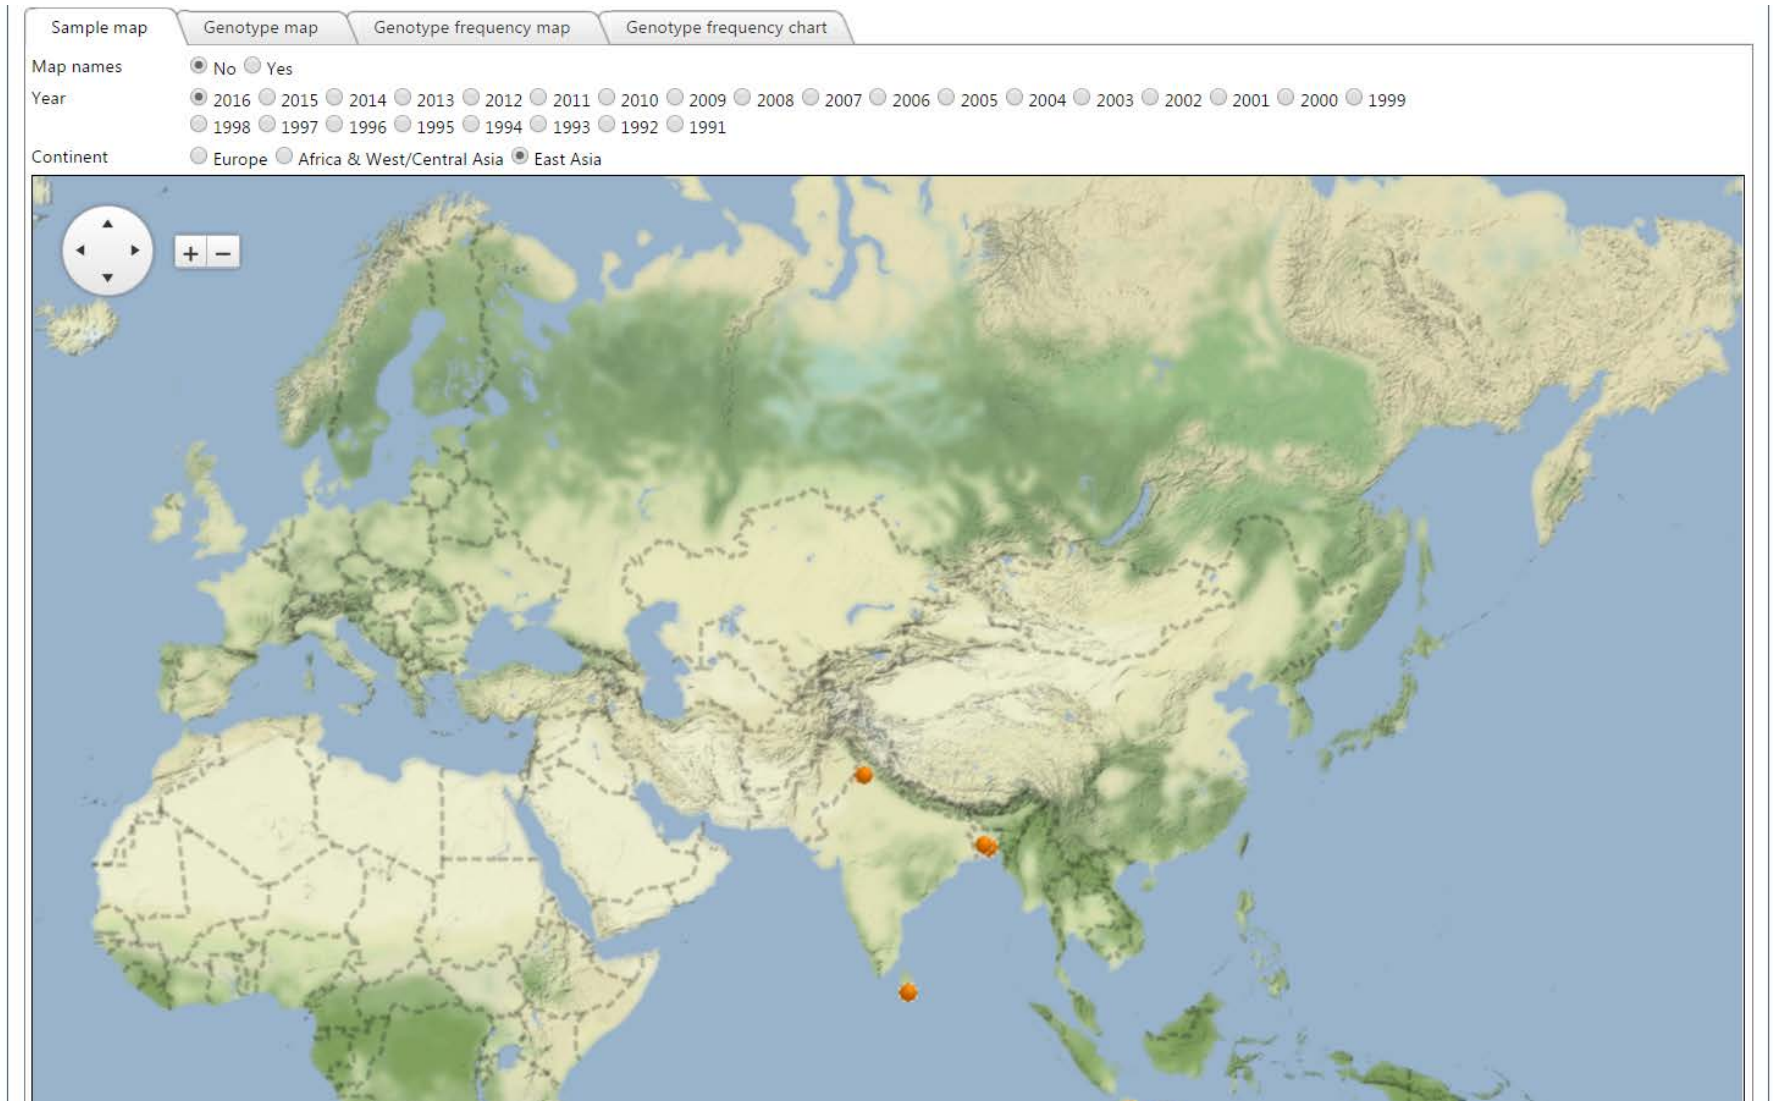 Sample map Genotype map Genotype frequency map Genotype frequency chart
Map names No Yes
Year 2016 2015 2014 2013 2012 2011 2010 2009 2008 2007 2006 2005 2004 2003 2002 2001 2000 1999
1998 1997 1996 1995 1994 1993 1992 1991
Continent Europe Africa & West/Central Asia East Asia
+ −